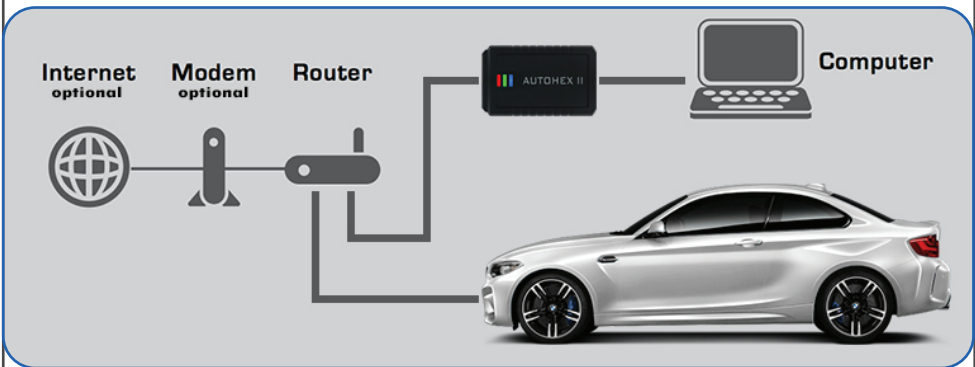 Internet
optional
Modem
optional
Router
AUTOHEX II
Computer